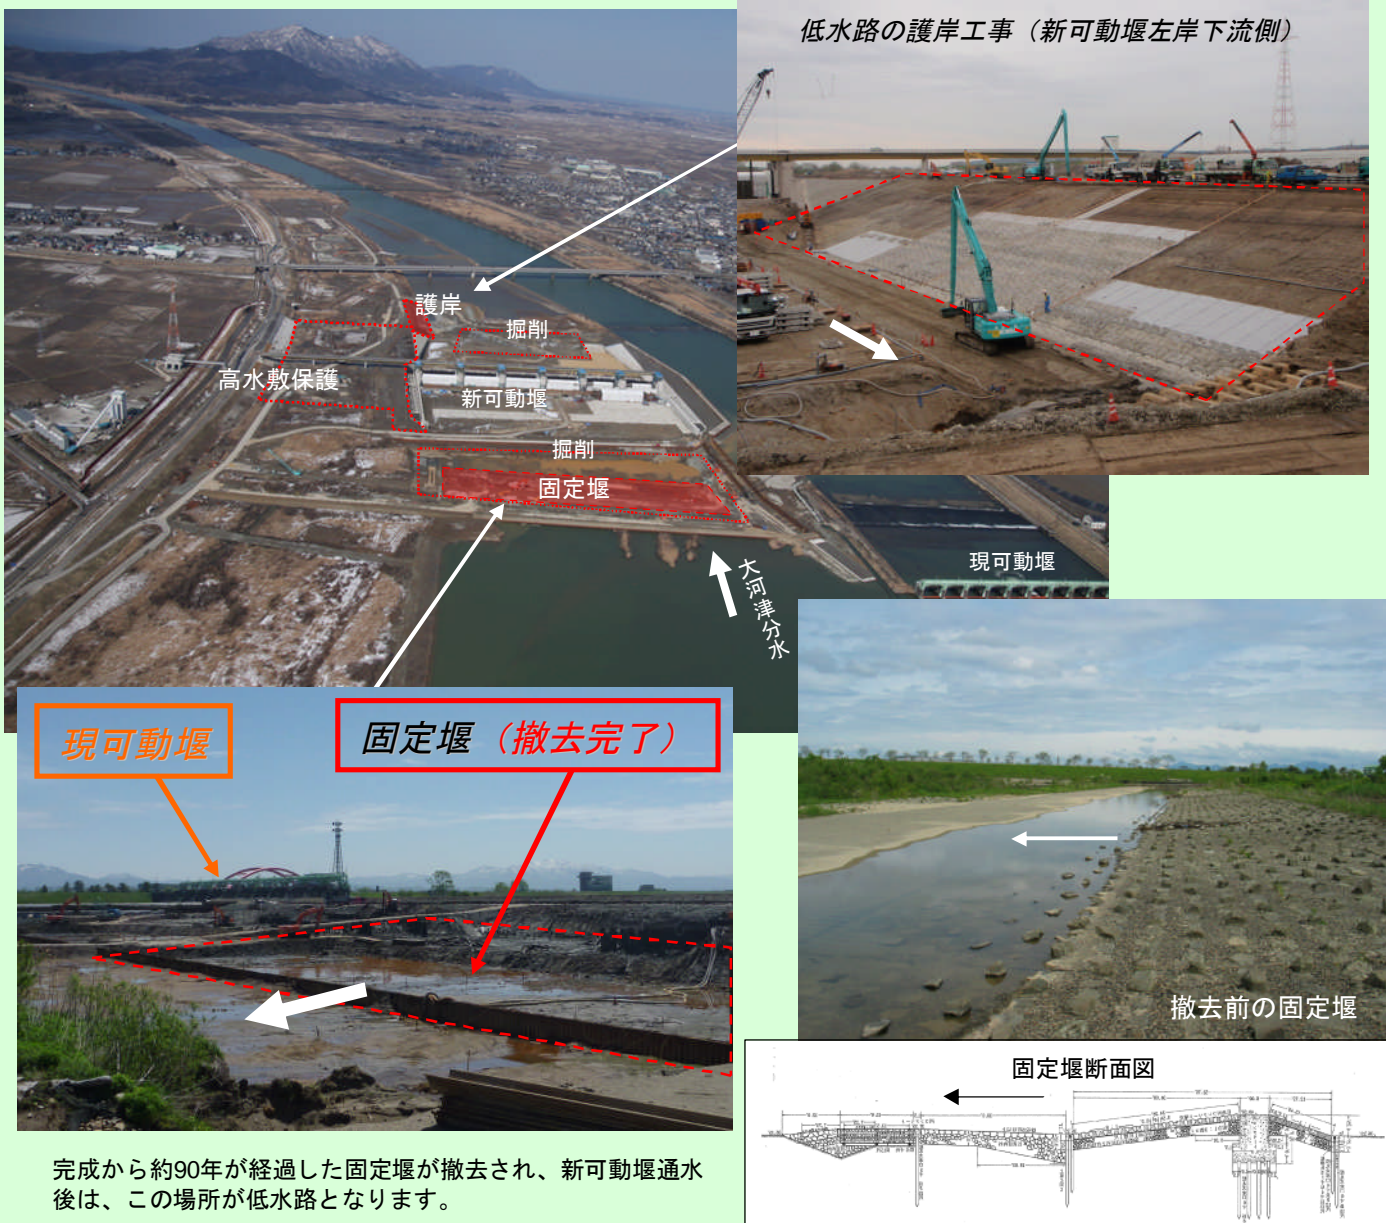 低水路の護岸工事（新可動堰左岸下流側）
護岸
掘削
高水敷保護
新可動堰
掘削
固定堰
現可動堰
大河津分水
現可動堰
固定堰（撤去完了）
撤去前の固定堰
固定堰断面図
完成から約90年が経過した固定堰が撤去され、新可動堰通水
後は、この場所が低水路となります。